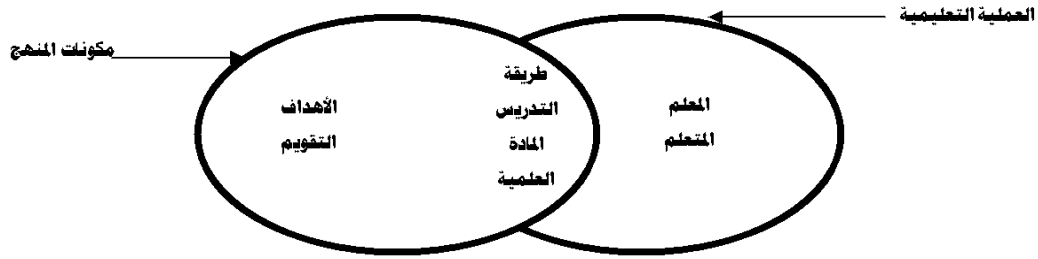 العملية التعليمية
مكونات المنهج
طريقة
التدريس
المادة
العلمية
المعلم
المتعلم
الأهداف
التقويم